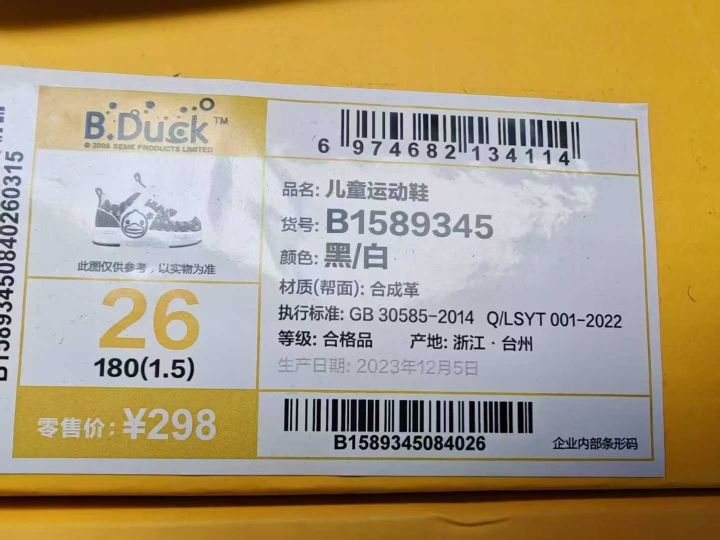 B.Duck™
© 2005 SEMK PRODUCTS LIMITED
此图仅供参考，以实物为准
26
180(1.5)
零售价: ¥298
6 974682 134114
品名: 儿童运动鞋
货号: B1589345
颜色: 黑/白
材质(帮面): 合成革
执行标准: GB 30585-2014 Q/LSYT 001-2022
等级: 合格品 产地: 浙江·台州
生产日期: 2023年12月5日
B1589345084026
企业内部条形码
B15893450840260315